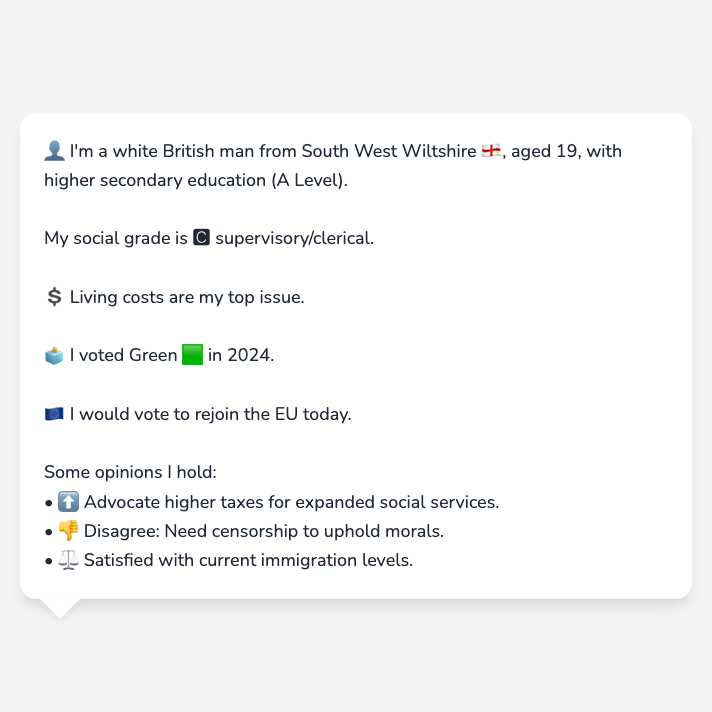 👤 I'm a white British man from South West Wiltshire 🏴󠁧󠁢󠁥󠁮󠁧󠁿, aged 19, with
higher secondary education (A Level).
My social grade is 🅲 supervisory/clerical.
💲 Living costs are my top issue.
🗳️ I voted Green 🟩 in 2024.
🇪🇺 I would vote to rejoin the EU today.
Some opinions I hold:
• ⬆️ Advocate higher taxes for expanded social services.
• 👎 Disagree: Need censorship to uphold morals.
• ⚖️ Satisfied with current immigration levels.